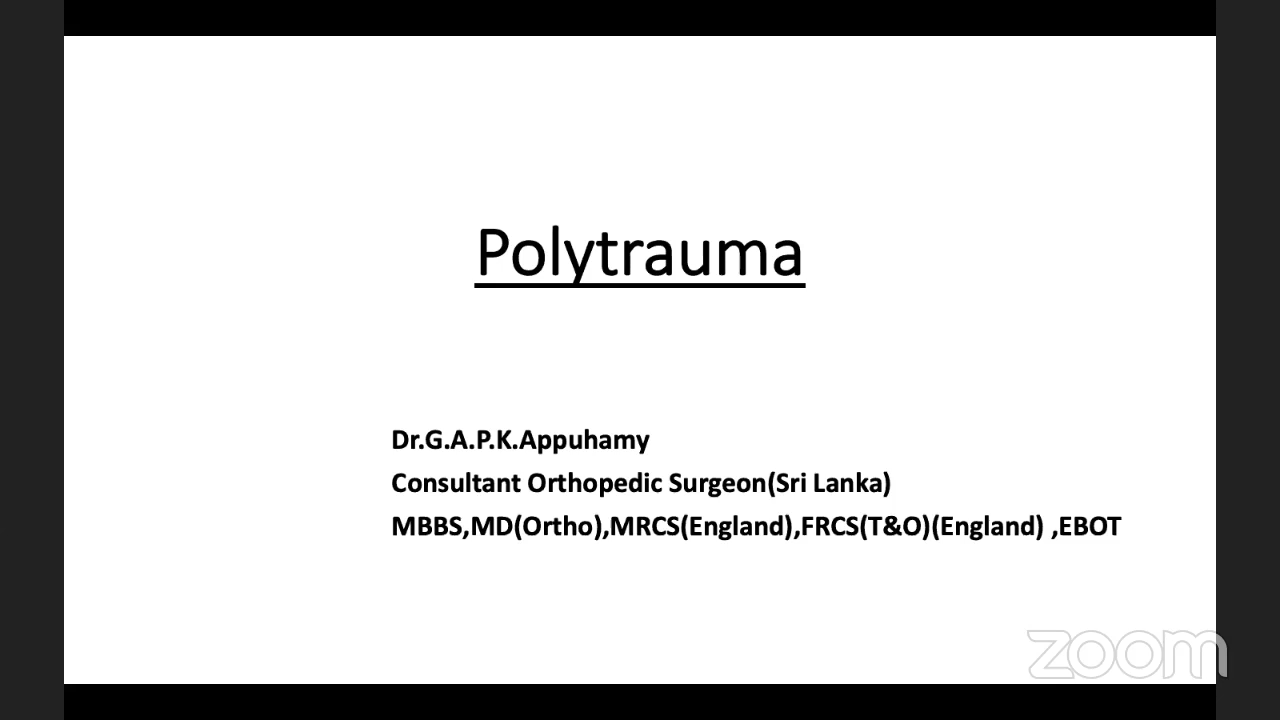 Polytrauma
Dr.G.A.P.K.Appuhamy
Consultant Orthopedic Surgeon(Sri Lanka)
MBBS,MD(Ortho),MRCS(England),FRCS(T&O)(England) ,EBOT
zoom